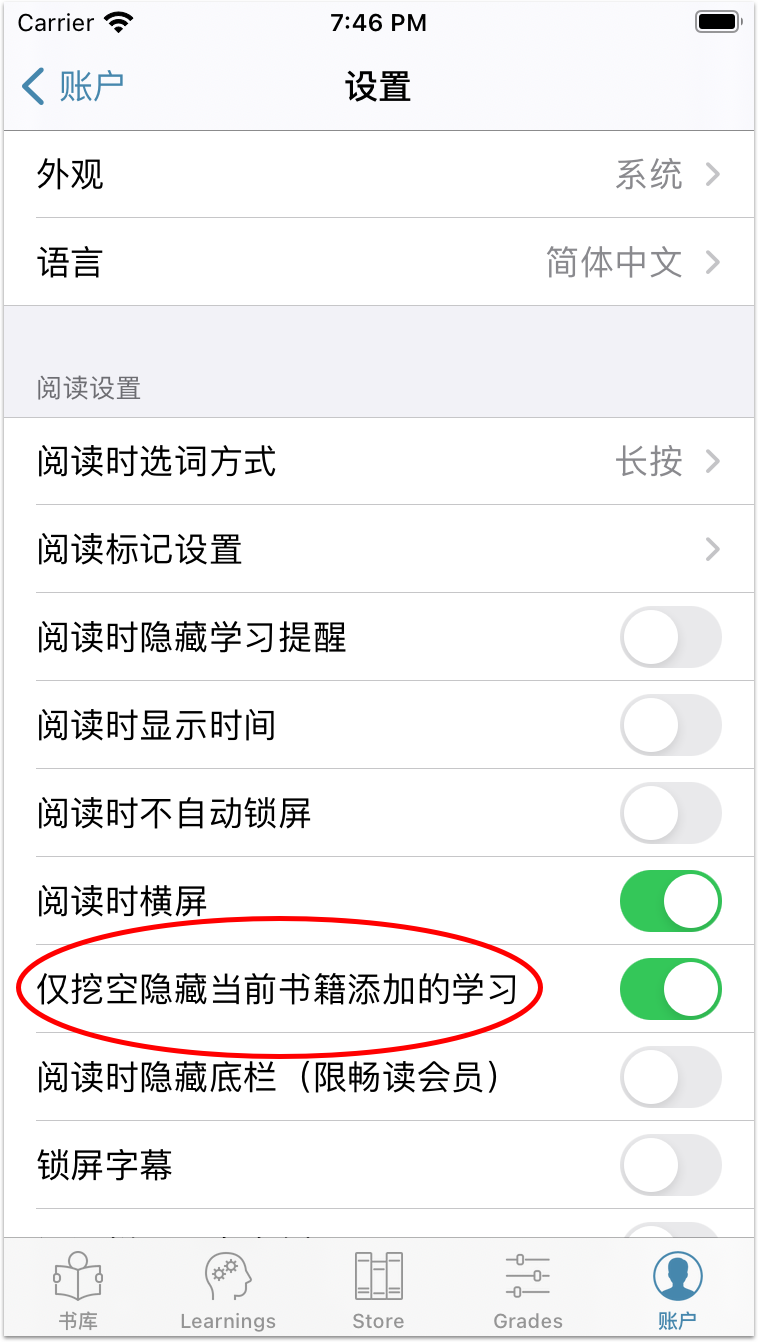 Carrier 7:46 PM
账户 设置
外观 系统
语言 简体中文
阅读设置
阅读时选词方式 长按
阅读标记设置
阅读时隐藏学习提醒
阅读时显示时间
阅读时不自动锁屏
阅读时横屏
仅挖空隐藏当前书籍添加的学习
阅读时隐藏底栏（限畅读会员）
锁屏字幕
书库 Learnings Store Grades 账户